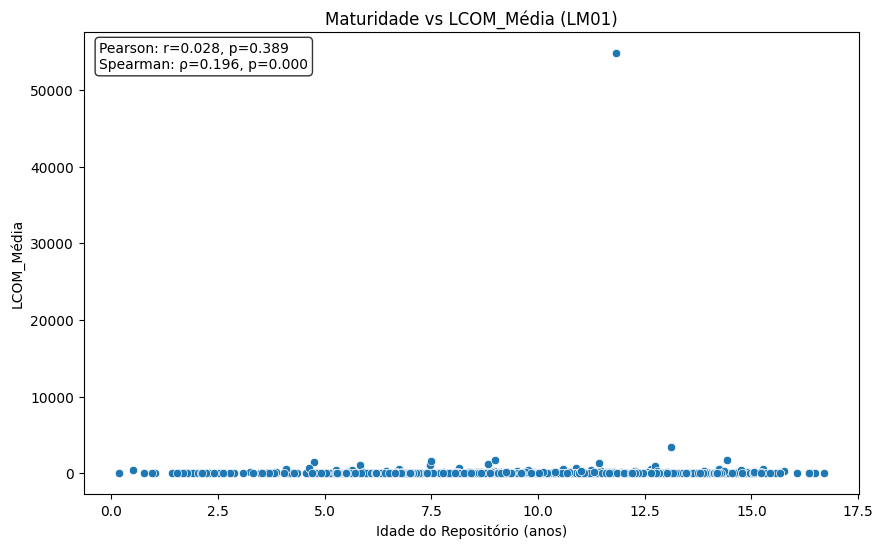 Maturidade vs LCOM_Média (LM01)
Pearson: r=0.028, p=0.389
Spearman: ρ=0.196, p=0.000
50000
40000
30000
20000
10000
0
LCOM_Média
0.0 2.5 5.0 7.5 10.0 12.5 15.0 17.5
Idade do Repositório (anos)